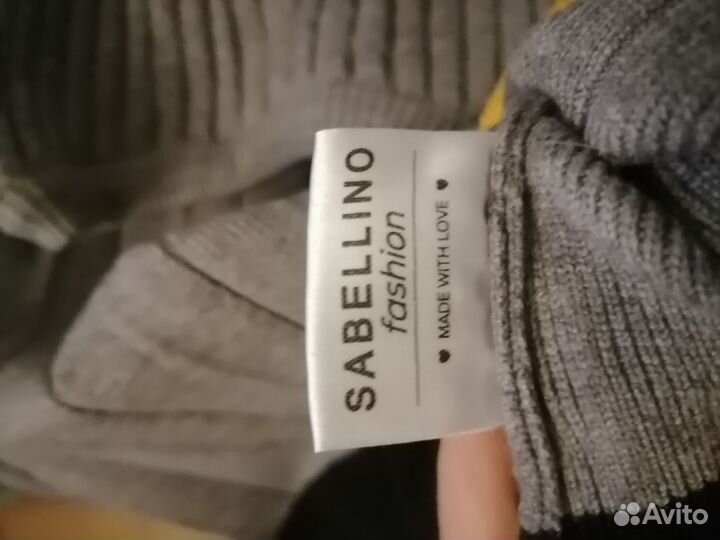 SABELLINO
fashion
♥ MADE WITH LOVE ♥
Avito